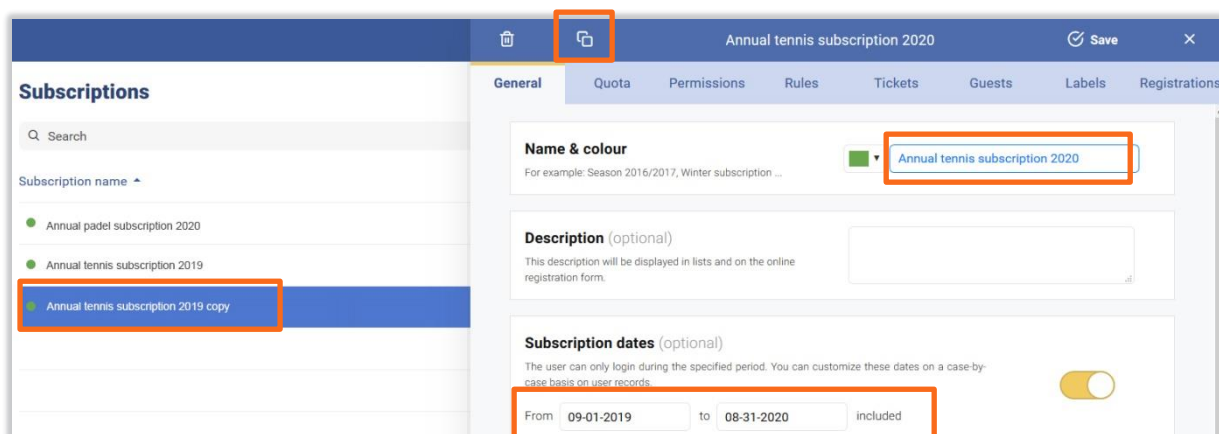 Annual tennis subscription 2020
Save
General
Quota
Permissions
Rules
Tickets
Guests
Labels
Registrations
Subscriptions
Search
Subscription name
Annual padel subscription 2020
Annual tennis subscription 2019
Annual tennis subscription 2019 copy
Name & colour
For example: Season 2016/2017, Winter subscription ...
Annual tennis subscription 2020
Description (optional)
This description will be displayed in lists and on the online
registration form.
Subscription dates (optional)
The user can only login during the specified period. You can customize these dates on a case-by-
case basis on user records.
From 09-01-2019 to 08-31-2020 included